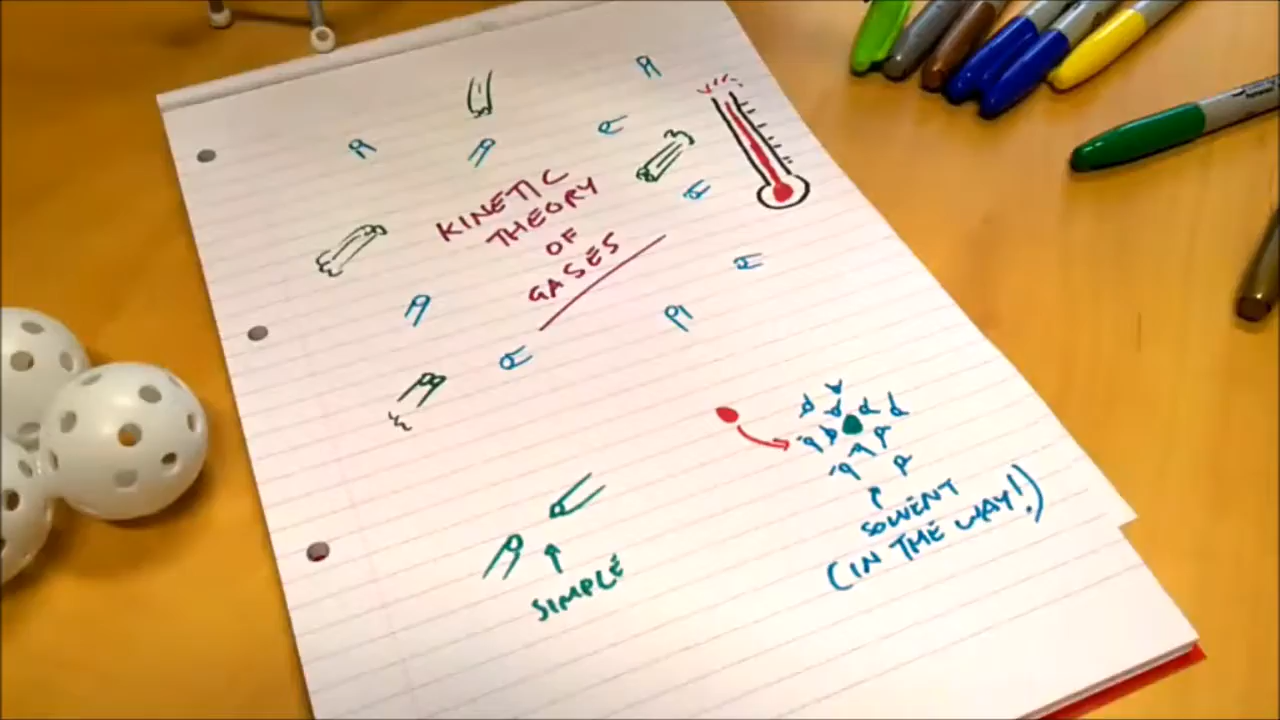 KINETIC
THEORY
OF
GASES
SIMPLE
SOLVENT
(IN THE WAY!)